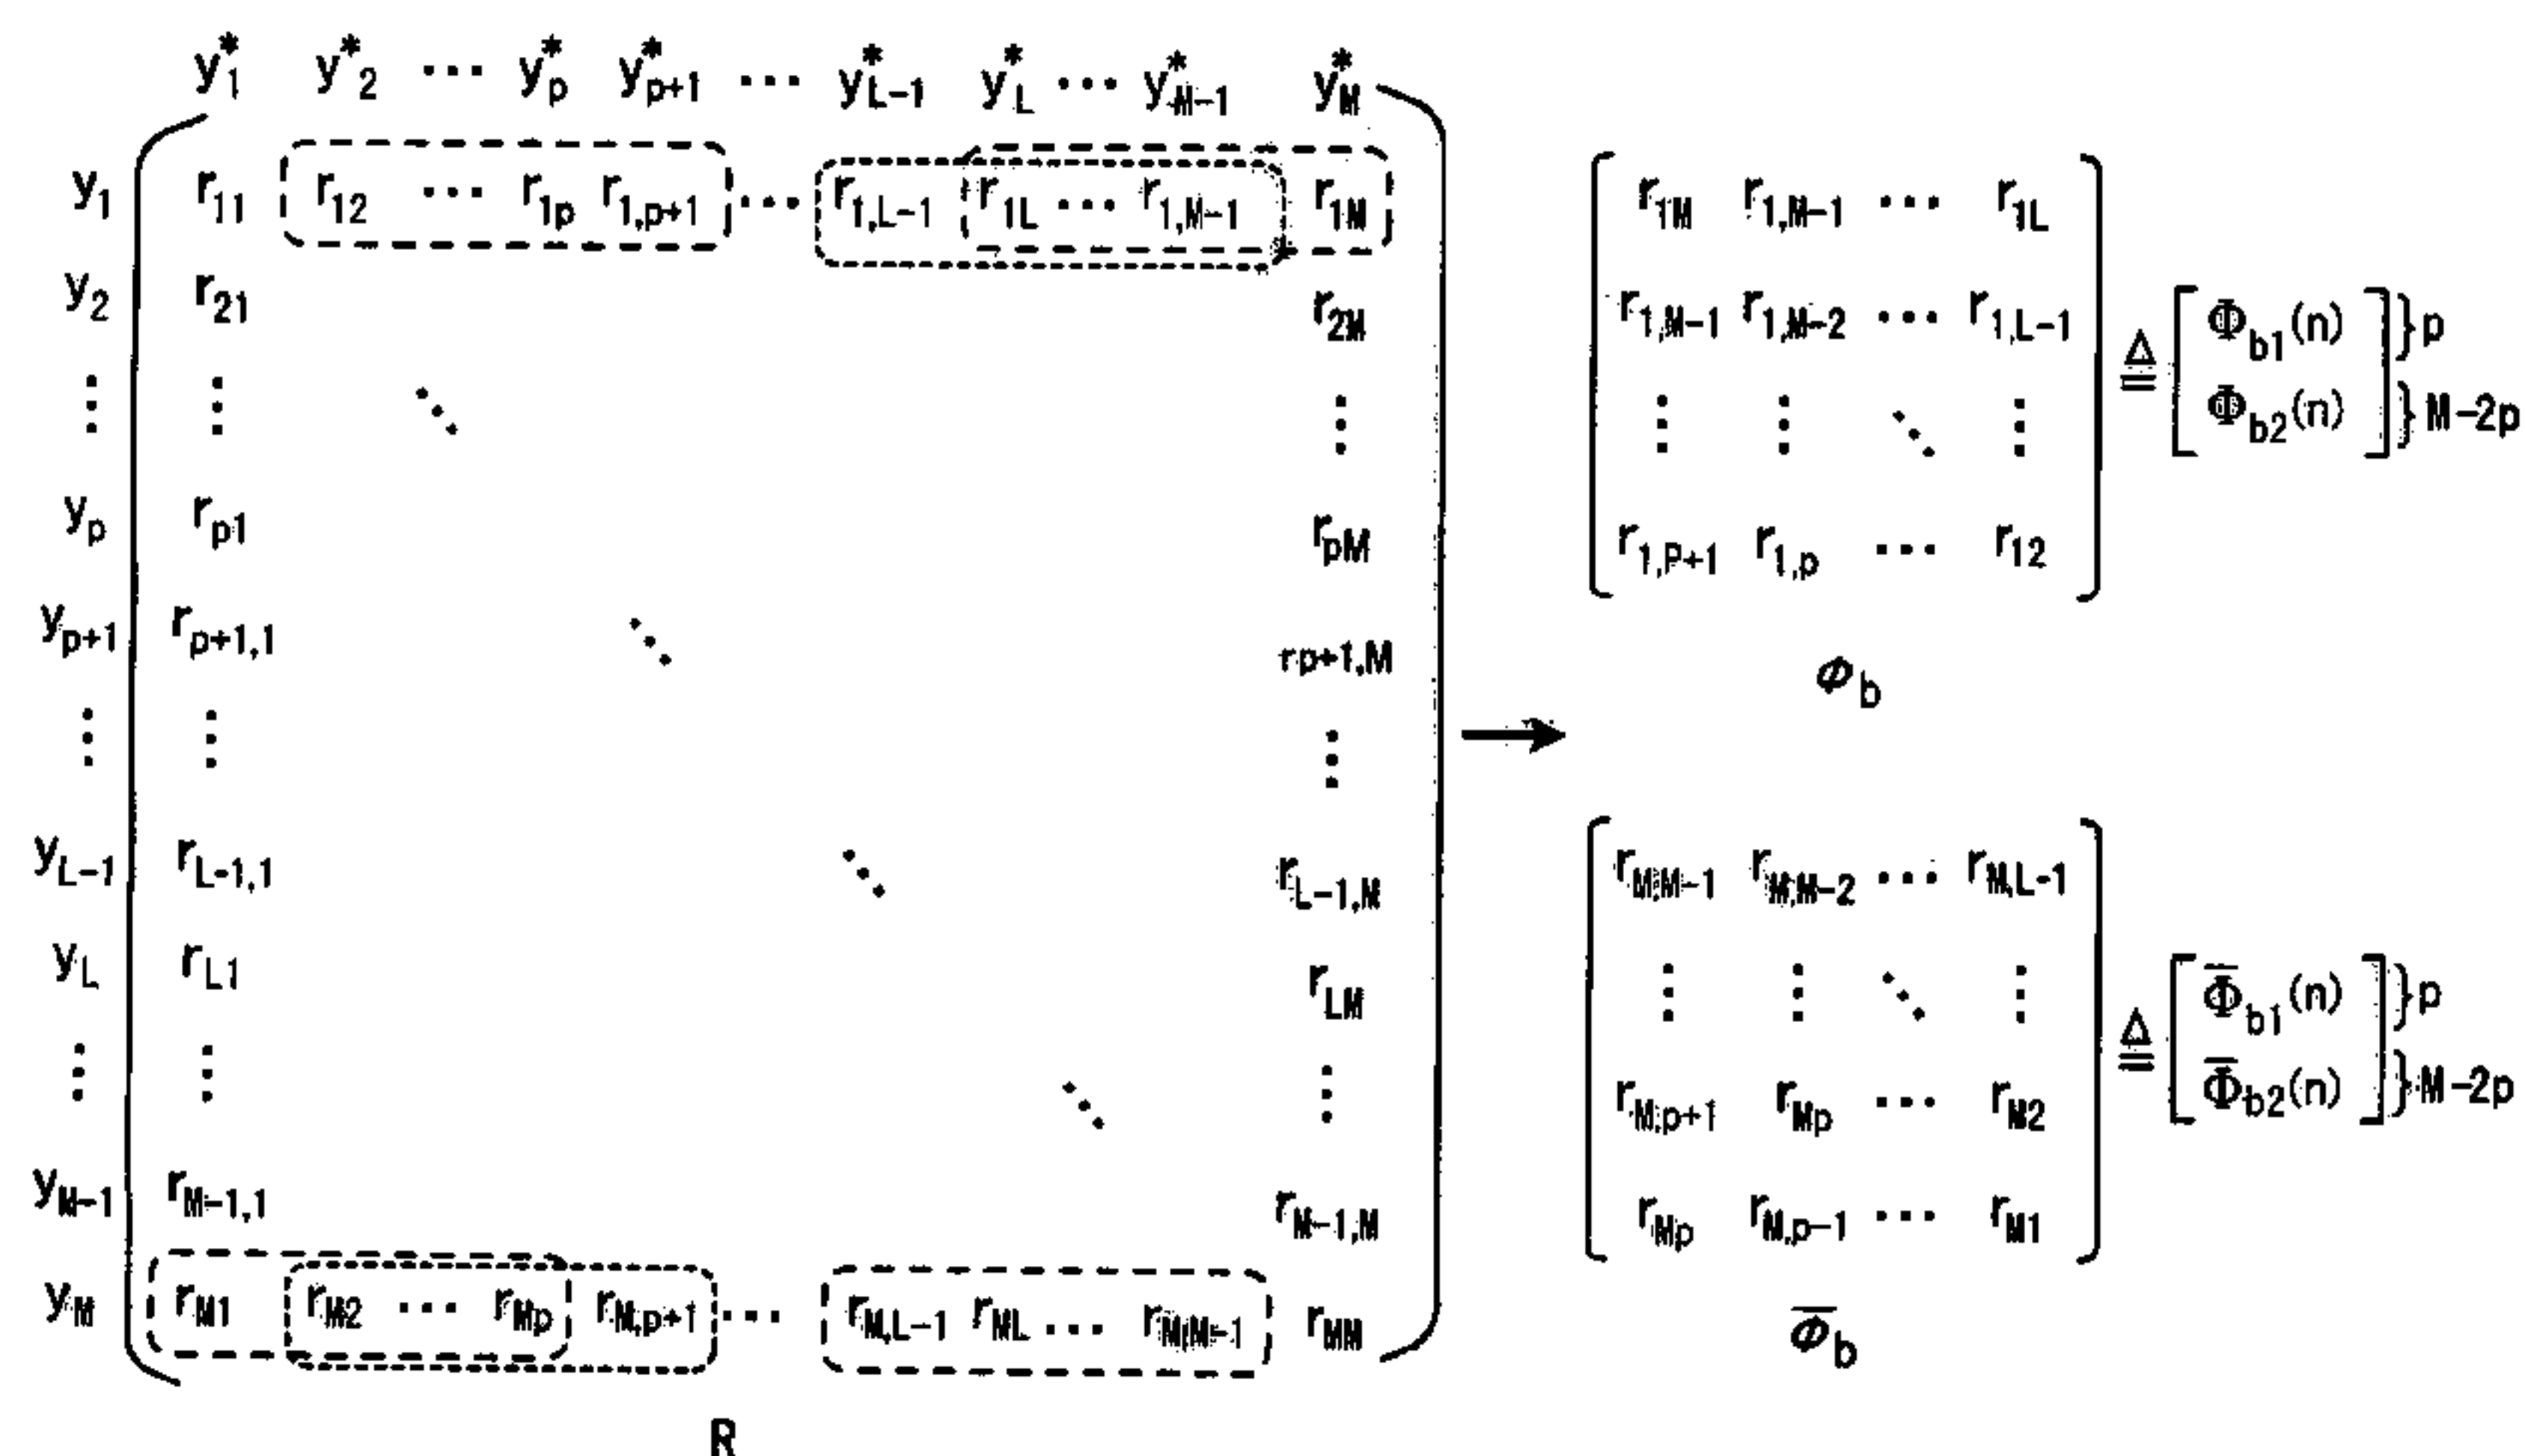 y*1 y*2 ... y*p y*p+1 ... y*L-1 y*L ... y*M-1 y*M
y1 r11 r12 ... r1p r1,p+1 ... r1,L-1 r1L ... r1,M-1 r1M
y2 r21 r2M
yp rp1 rpM
yp+1 rp+1,1 rp+1,M
yL-1 rL-1,1 rL-1,M
yL rL1 rLM
yM-1 rM-1,1 rM-1,M
yM rM1 rM2 ... rMp rM,p+1 ... rM,L-1 rML ... rM,M-1 rMM
R
r1M r1,M-1 ... r1L
r1,M-1 r1,M-2 ... r1,L-1
r1,P+1 r1,p ... r12
≜ Φb1(n) }p
Φb2(n) }M-2p
Φb
rM,M-1 rM,M-2 ... rM,L-1
rM,p+1 rMp ... rM2
rMp rM,p-1 ... rM1
≜ Φ̄b1(n) }p
Φ̄b2(n) }M-2p
Φ̄b